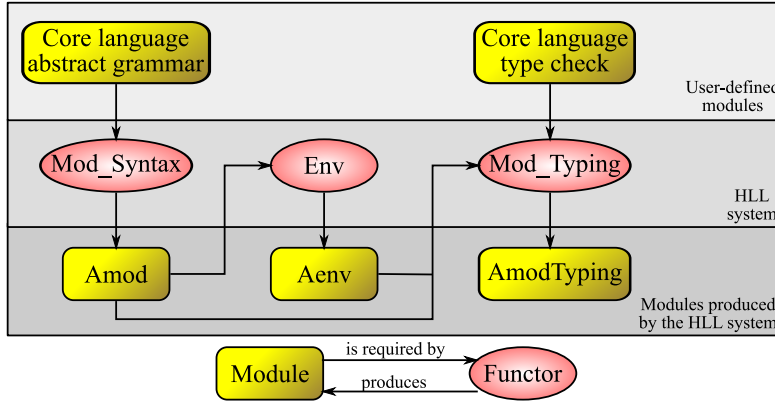 Core language
abstract grammar
Core language
type check
User-defined
modules
Mod_Syntax
Env
Mod_Typing
HLL
system
Amod
Aenv
AmodTyping
Modules produced
by the HLL system
Module
is required by
produces
Functor